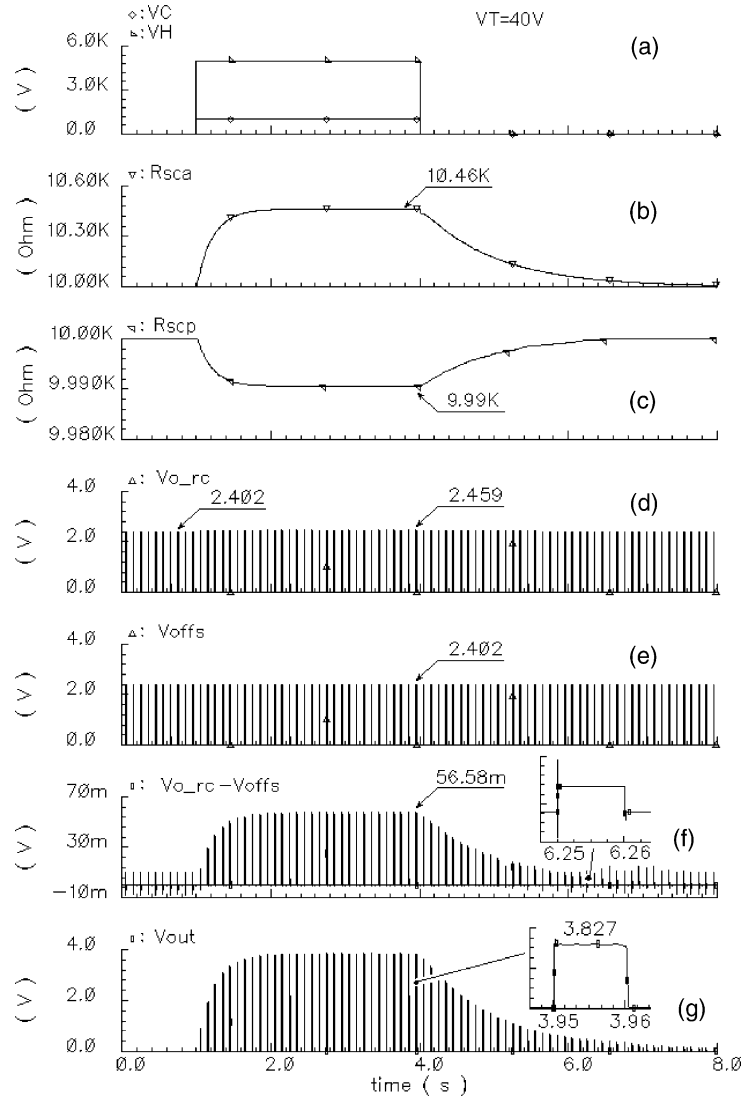 ◇: VC
▹: VH
VT=40V
(a)
6.0
3.0
0.0
( V )
▽: Rsca
10.46K
(b)
10.60K
10.30K
10.00K
( Ohm )
◃: Rscp
9.99K
(c)
10.00K
9.990K
9.980K
( Ohm )
△: Vo_rc
2.402
2.459
(d)
4.0
2.0
0.0
( V )
△: Voffs
2.402
(e)
4.0
2.0
0.0
( V )
▯: Vo_rc-Voffs
56.58m
6.25 6.26
(f)
70m
30m
-10m
( V )
▯: Vout
3.827
3.95 3.96
(g)
4.0
2.0
0.0
( V )
0.0 2.0 4.0 6.0 8.0
time ( s )